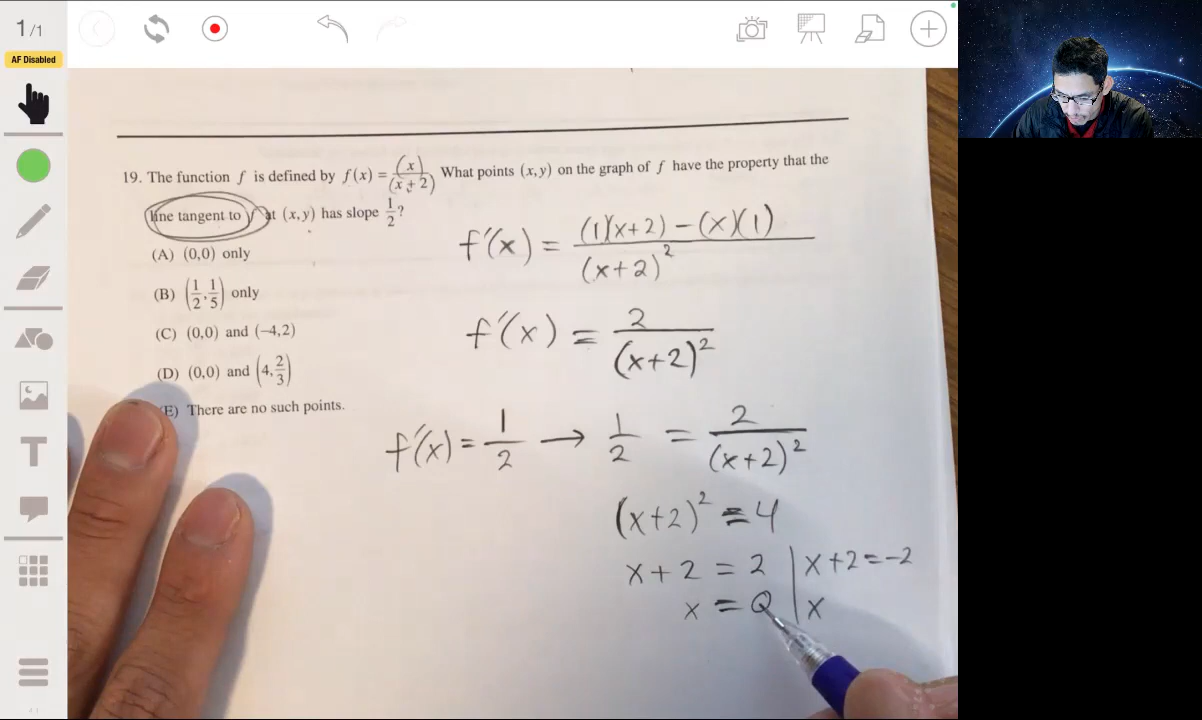 1/1
AF Disabled
T
19. The function f is defined by f(x) = (x)/(x + 2) What points (x, y) on the graph of f have the property that the
line tangent to f at (x, y) has slope 1/2?
(A) (0,0) only
(B) (1/2, 1/5) only
(C) (0,0) and (−4,2)
(D) (0,0) and (4, 2/3)
(E) There are no such points.
f'(x) = (1)(x+2) − (x)(1) / (x+2)²
f'(x) = 2 / (x+2)²
f'(x) = 1/2 → 1/2 = 2 / (x+2)²
(x+2)² = 4
x + 2 = 2 | x + 2 = −2
x = 0 | x